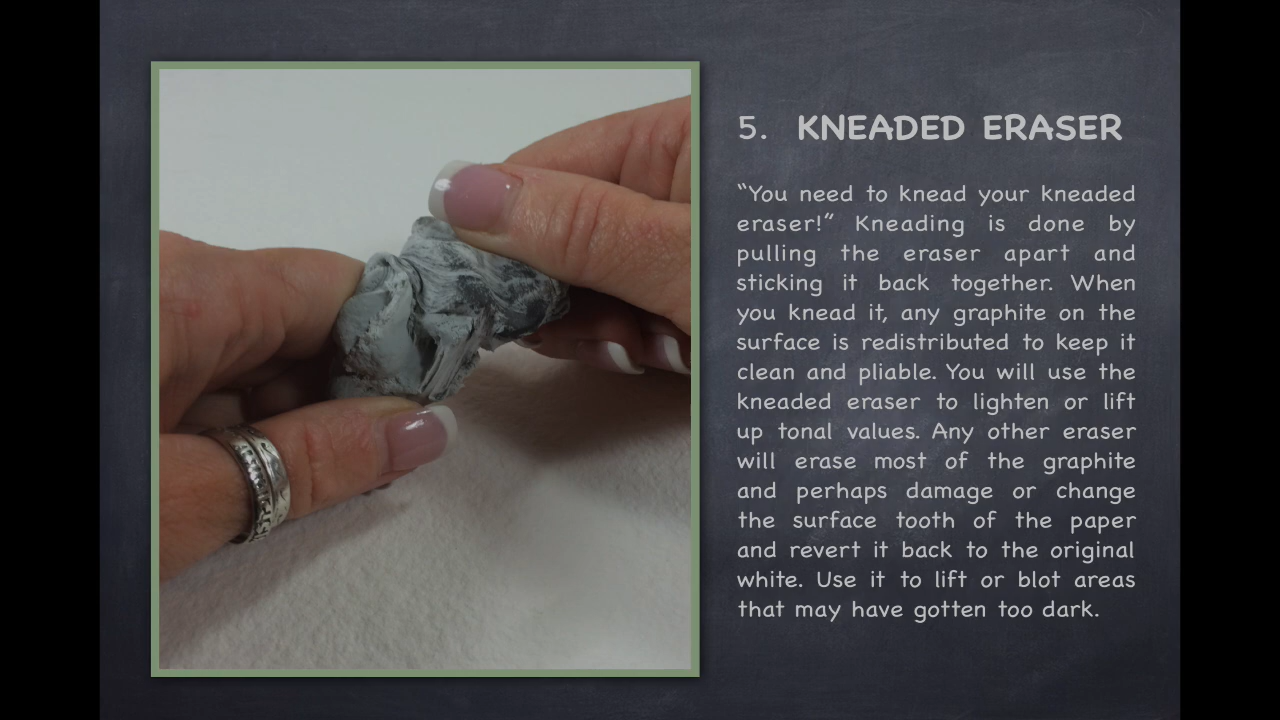 5. KNEADED ERASER
“You need to knead your kneaded
eraser!” Kneading is done by
pulling the eraser apart and
sticking it back together. When
you knead it, any graphite on the
surface is redistributed to keep it
clean and pliable. You will use the
kneaded eraser to lighten or lift
up tonal values. Any other eraser
will erase most of the graphite
and perhaps damage or change
the surface tooth of the paper
and revert it back to the original
white. Use it to lift or blot areas
that may have gotten too dark.